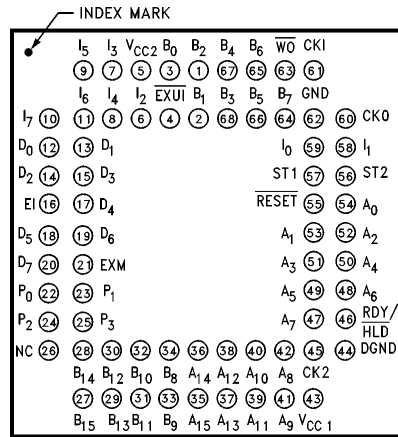 INDEX MARK
I5 I3 VCC2 B0 B2 B4 B6 W̅O̅ CKI
9 7 5 3 1 67 65 63 61
I6 I4 I2 E̅X̅U̅I̅ B1 B3 B5 B7 GND
I7 10 11 8 6 4 2 68 66 64 62 60 CKO
D0 12 13 D1 I0 59 58 I1
D2 14 15 D3 ST1 57 56 ST2
EI 16 17 D4 R̅E̅S̅E̅T̅ 55 54 A0
D5 18 19 D6 A1 53 52 A2
D7 20 21 EXM A3 51 50 A4
P0 22 23 P1 A5 49 48 A6
P2 24 25 P3 A7 47 46 RDY/
H̅L̅D̅
NC 26 28 30 32 34 36 38 40 42 45 44 DGND
B14 B12 B10 B8 A14 A12 A10 A8 CK2
27 29 31 33 35 37 39 41 43
B15 B13 B11 B9 A15 A13 A11 A9 VCC1